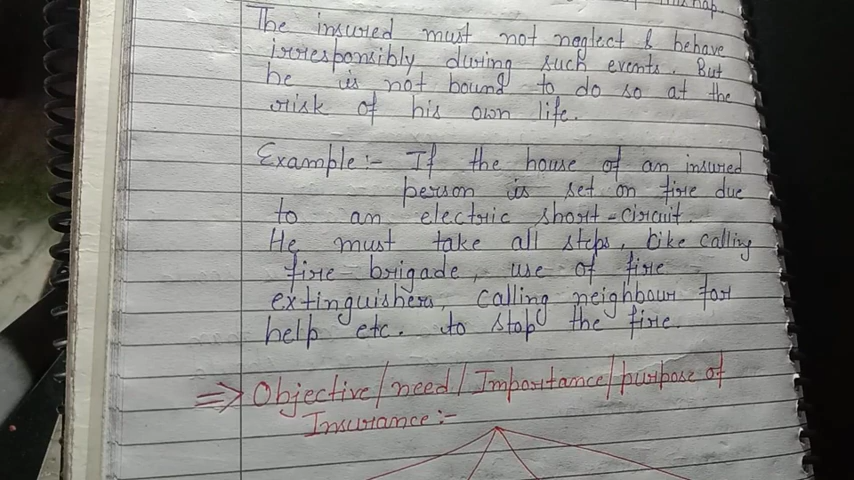 The insured must not neglect & behave
irresponsibly during such events. But
he is not bound to do so at the
risk of his own life.
Example:- If the house of an insured
person is set on fire due
to an electric short-circuit.
He must take all steps, like calling
fire brigade, use of fire
extinguishers, calling neighbour for
help etc. to stop the fire.
=> Objective/need/Importance/purpose of
Insurance:-